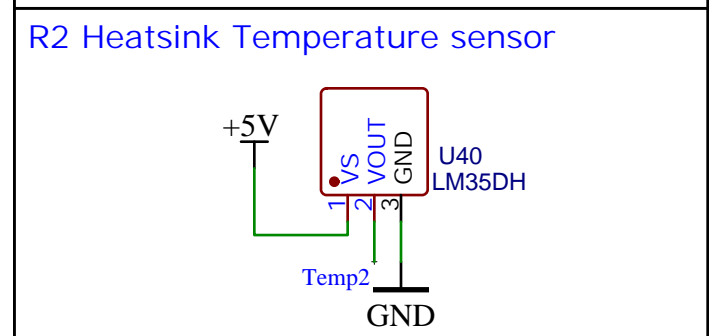 R2 Heatsink Temperature sensor
+5V
VS
VOUT
GND
U40
LM35DH
1
2
3
Temp2
GND